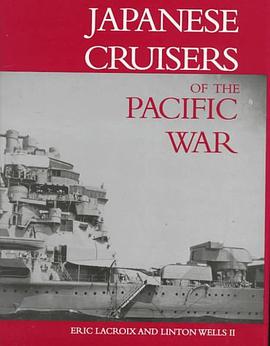 JAPANESE
CRUISERS
OF THE
PACIFIC
WAR
ERIC LACROIX AND LINTON WELLS II